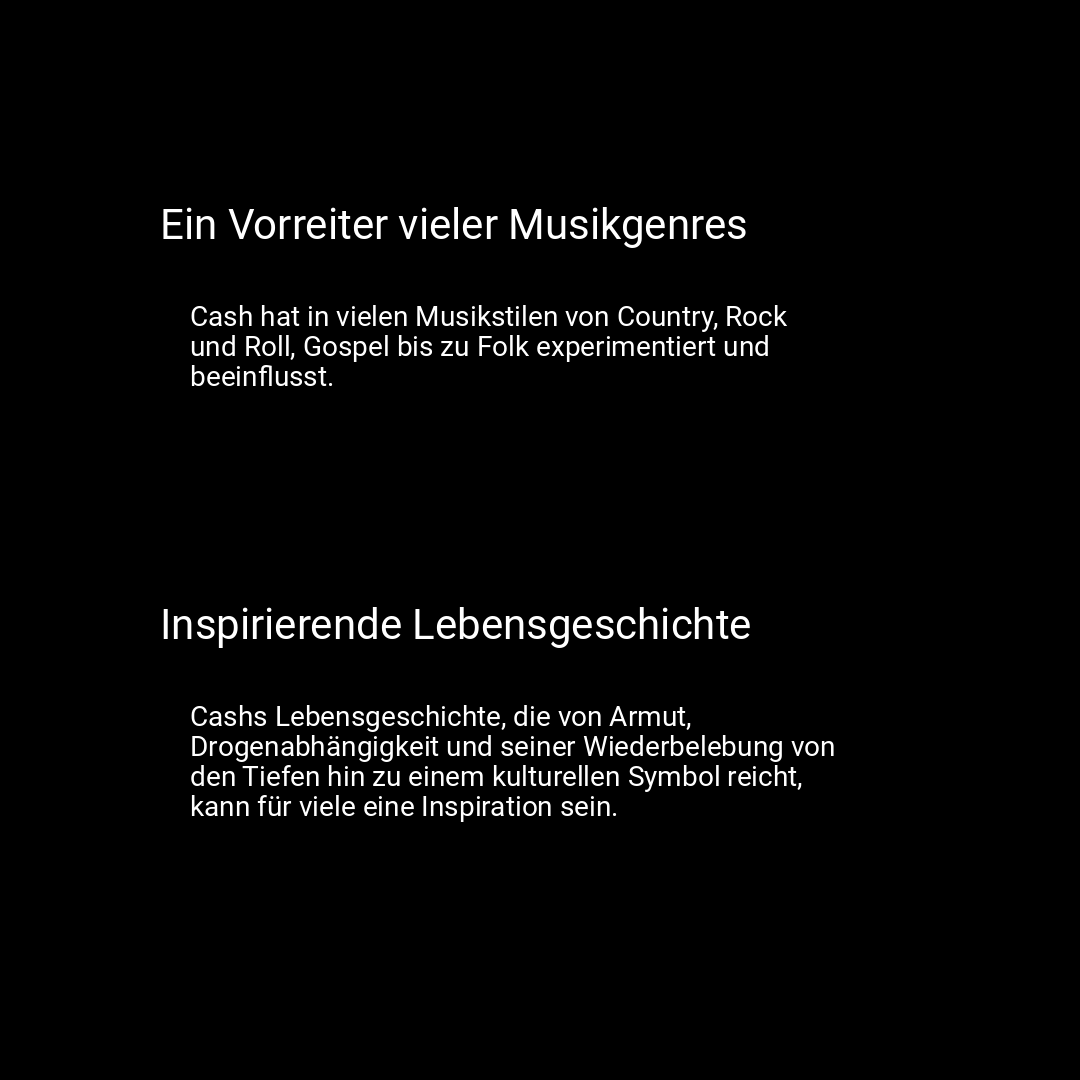 Ein Vorreiter vieler Musikgenres
Cash hat in vielen Musikstilen von Country, Rock
und Roll, Gospel bis zu Folk experimentiert und
beeinflusst.
Inspirierende Lebensgeschichte
Cashs Lebensgeschichte, die von Armut,
Drogenabhängigkeit und seiner Wiederbelebung von
den Tiefen hin zu einem kulturellen Symbol reicht,
kann für viele eine Inspiration sein.